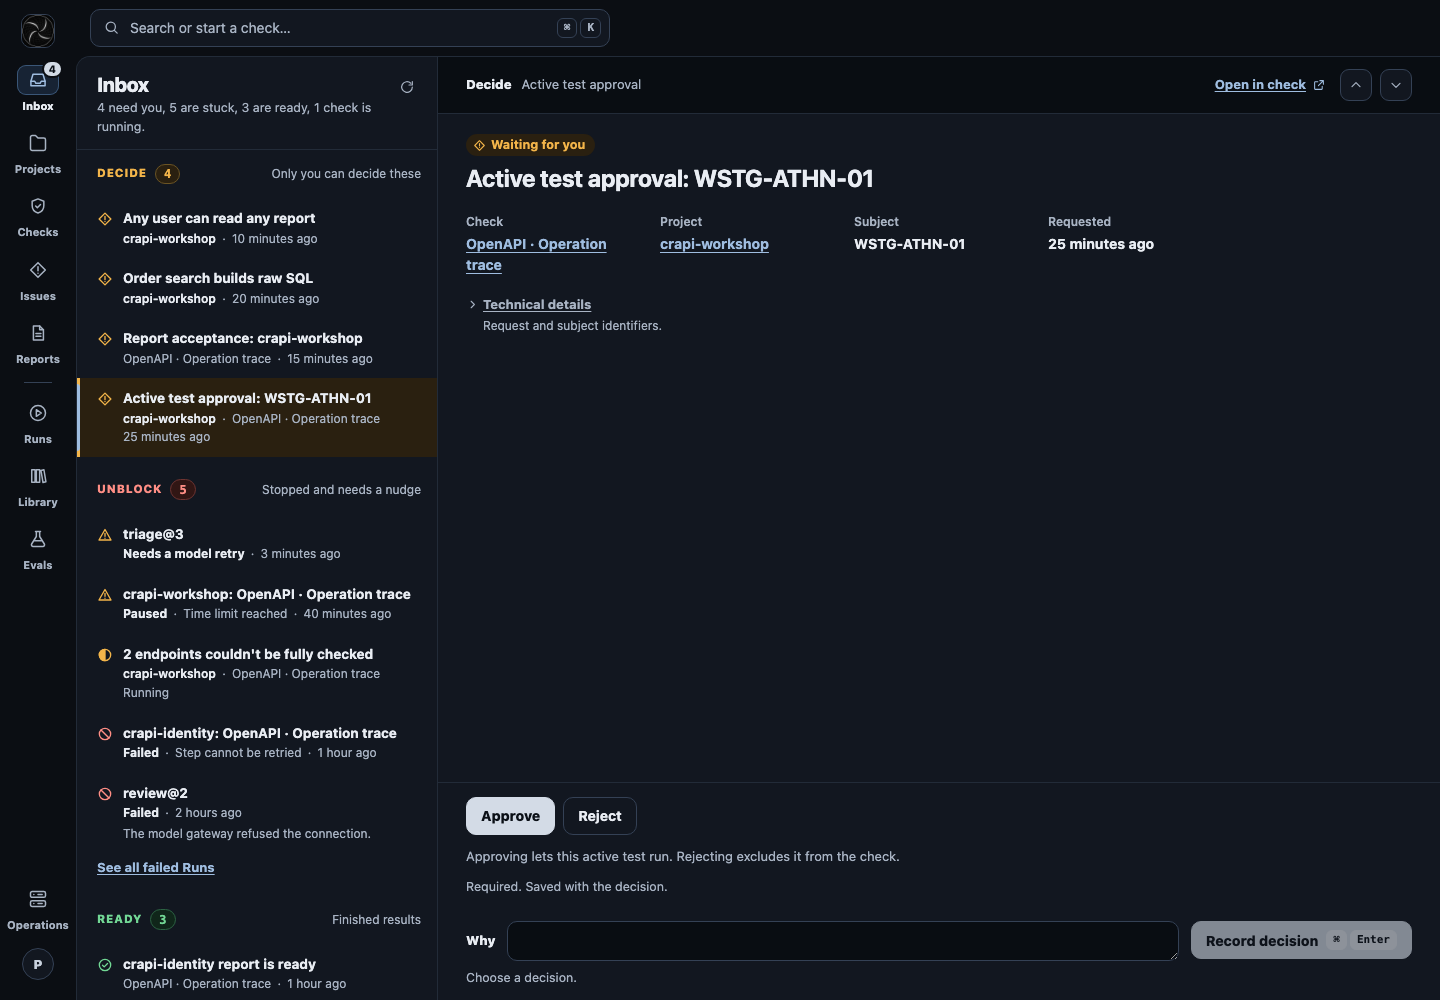 Search or start a check...
⌘ K
4
Inbox
Projects
Checks
Issues
Reports
Runs
Library
Evals
Operations
P
Inbox
4 need you, 5 are stuck, 3 are ready, 1 check is
running.
DECIDE 4 Only you can decide these
Any user can read any report
crapi-workshop · 10 minutes ago
Order search builds raw SQL
crapi-workshop · 20 minutes ago
Report acceptance: crapi-workshop
OpenAPI · Operation trace · 15 minutes ago
Active test approval: WSTG-ATHN-01
crapi-workshop · OpenAPI · Operation trace
25 minutes ago
UNBLOCK 5 Stopped and needs a nudge
triage@3
Needs a model retry · 3 minutes ago
crapi-workshop: OpenAPI · Operation trace
Paused · Time limit reached · 40 minutes ago
2 endpoints couldn't be fully checked
crapi-workshop · OpenAPI · Operation trace
Running
crapi-identity: OpenAPI · Operation trace
Failed · Step cannot be retried · 1 hour ago
review@2
Failed · 2 hours ago
The model gateway refused the connection.
See all failed Runs
READY 3 Finished results
crapi-identity report is ready
OpenAPI · Operation trace · 1 hour ago
Decide Active test approval
Open in check
Waiting for you
Active test approval: WSTG-ATHN-01
Check Project Subject Requested
OpenAPI · Operation crapi-workshop WSTG-ATHN-01 25 minutes ago
trace
Technical details
Request and subject identifiers.
Approve Reject
Approving lets this active test run. Rejecting excludes it from the check.
Required. Saved with the decision.
Why
Record decision ⌘ Enter
Choose a decision.